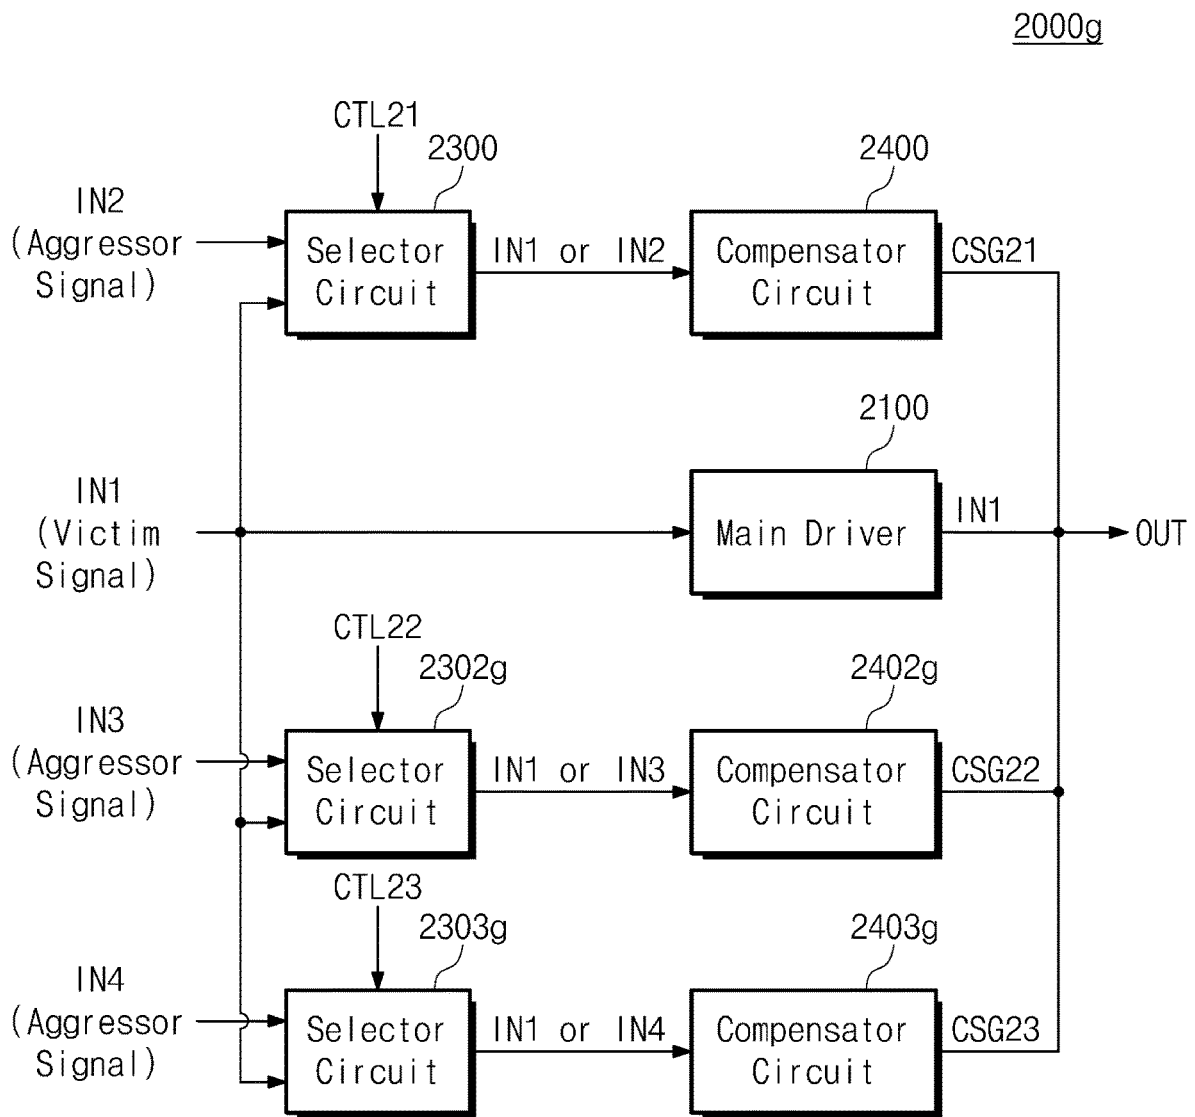 2000g
CTL21
2300
2400
IN2
(Aggressor
Signal)
Selector
Circuit
IN1 or IN2
Compensator
Circuit
CSG21
2100
IN1
(Victim
Signal)
Main Driver
IN1
OUT
CTL22
2302g
2402g
IN3
(Aggressor
Signal)
Selector
Circuit
IN1 or IN3
Compensator
Circuit
CSG22
CTL23
2303g
2403g
IN4
(Aggressor
Signal)
Selector
Circuit
IN1 or IN4
Compensator
Circuit
CSG23